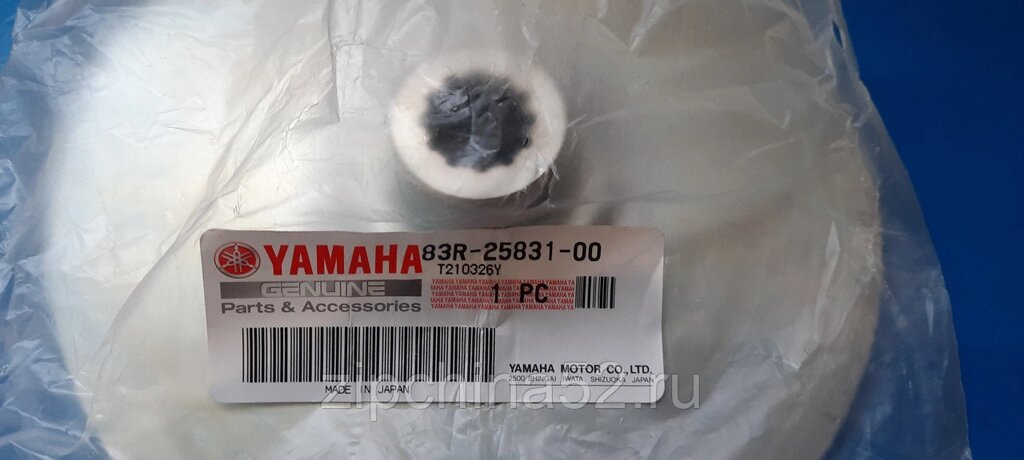 YAMAHA 83R-25831-00
T210326Y
GENUINE
1 PC
Parts & Accessories
YAMAHA MOTOR CO., LTD.
2500 SHINGAI IWATA SHIZUOKA JAPAN
MADE IN JAPAN
zipchina52.ru